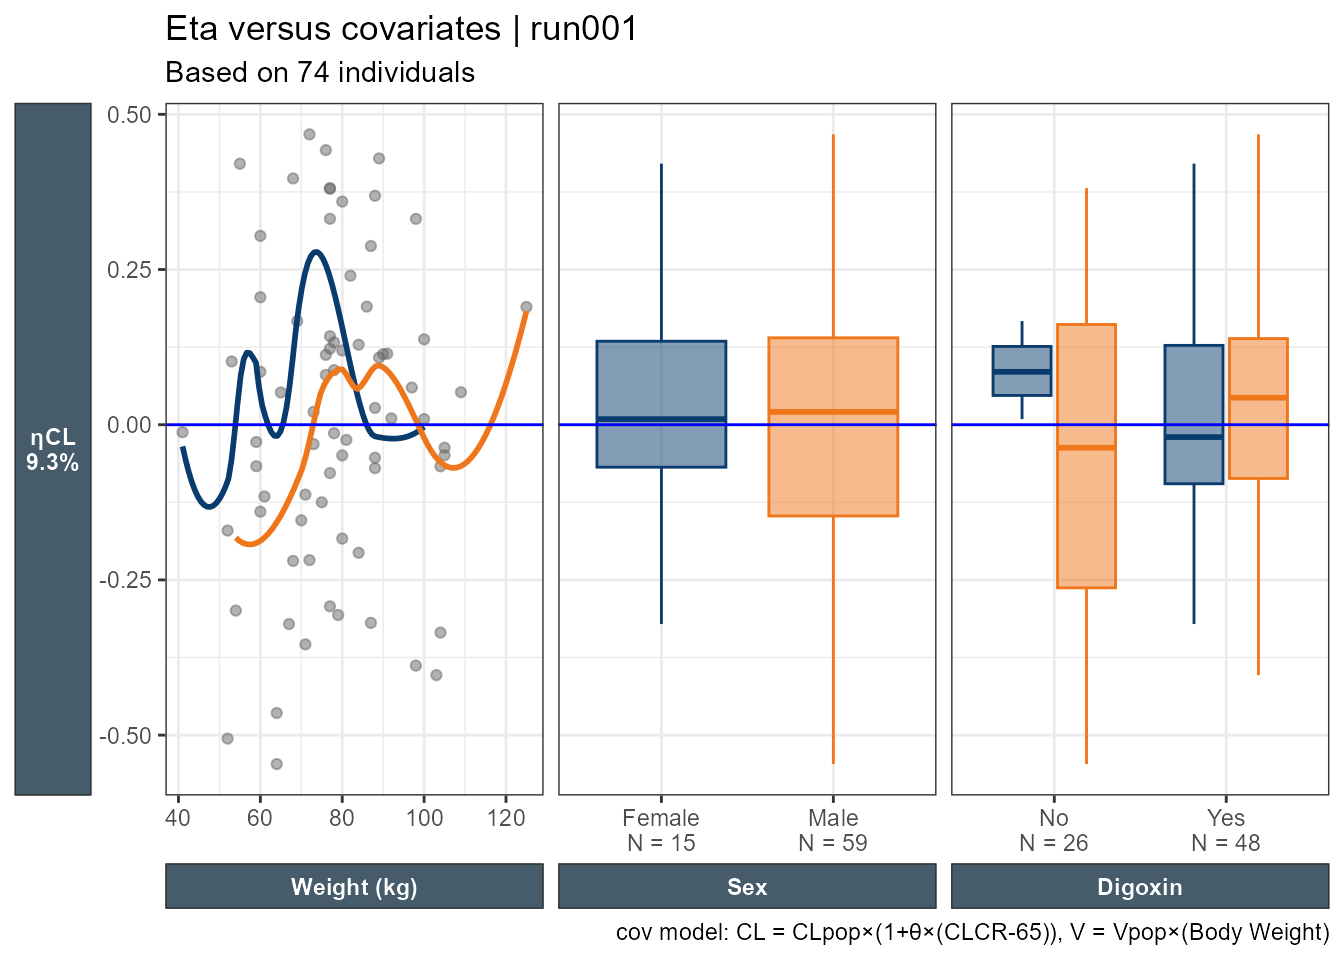 Eta versus covariates | run001
Based on 74 individuals
ηCL
9.3%
0.50
0.25
0.00
-0.25
-0.50
40 60 80 100 120
Female Male
N = 15 N = 59
No Yes
N = 26 N = 48
Weight (kg)
Sex
Digoxin
cov model: CL = CLpop×(1+θ×(CLCR-65)), V = Vpop×(Body Weight)